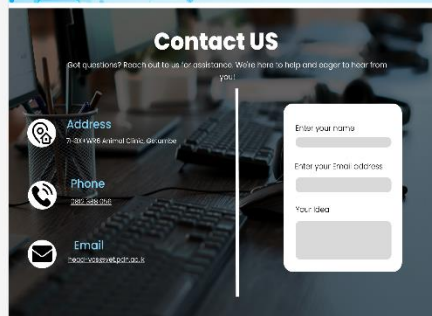 Contact US
Got questions? Reach out to us for assistance. We're here to help and eager to hear from
you!
Address
Animal Clinic, Getambe
Phone
Email
Enter your name
Enter your Email address
Your Idea